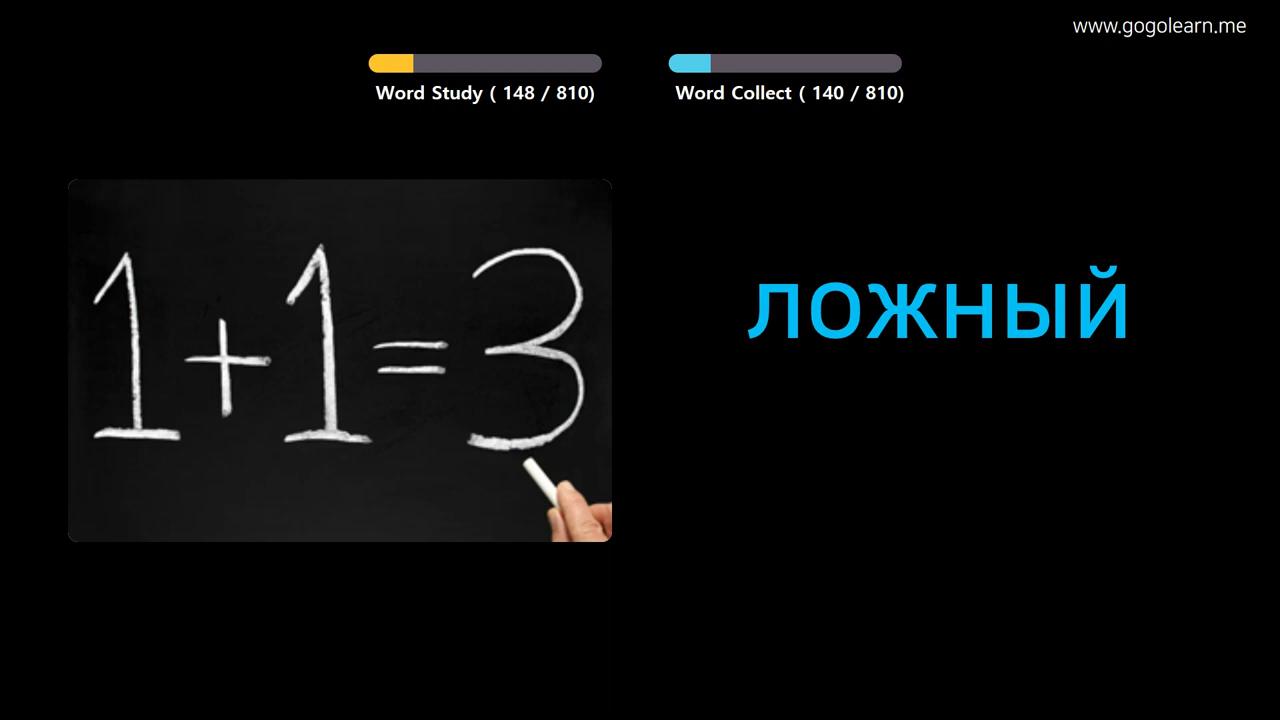 www.gogolearn.me
Word Study ( 148 / 810)
Word Collect ( 140 / 810)
1+1=3
ложный